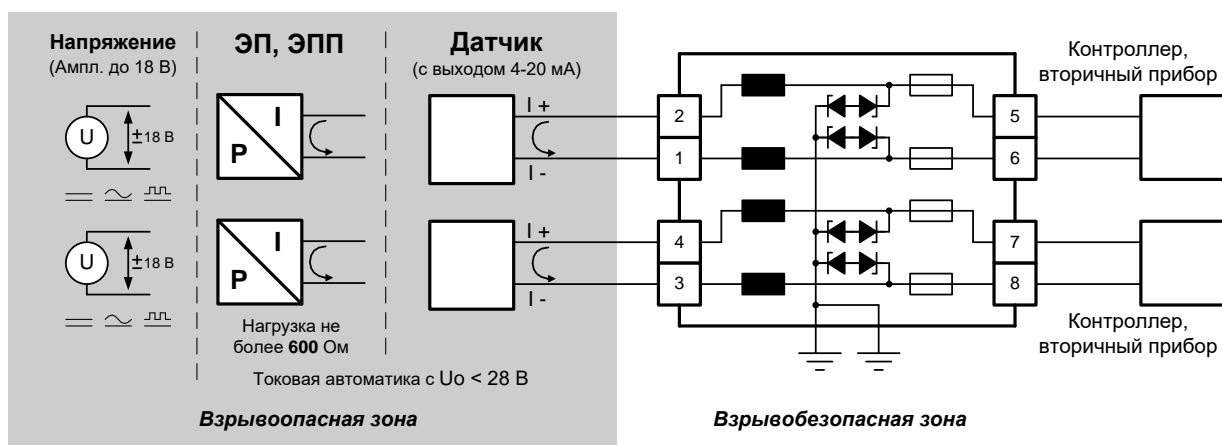 Напряжение
(Ампл. до 18 В)
ЭП, ЭПП
Датчик
(с выходом 4-20 мА)
Контроллер,
вторичный прибор
U
±18 В
I
P
I +
I -
2
1
5
6
U
±18 В
I
P
I +
I -
4
3
7
8
Нагрузка не
более 600 Ом
Токовая автоматика с Uo < 28 В
Контроллер,
вторичный прибор
Взрывоопасная зона
Взрывобезопасная зона